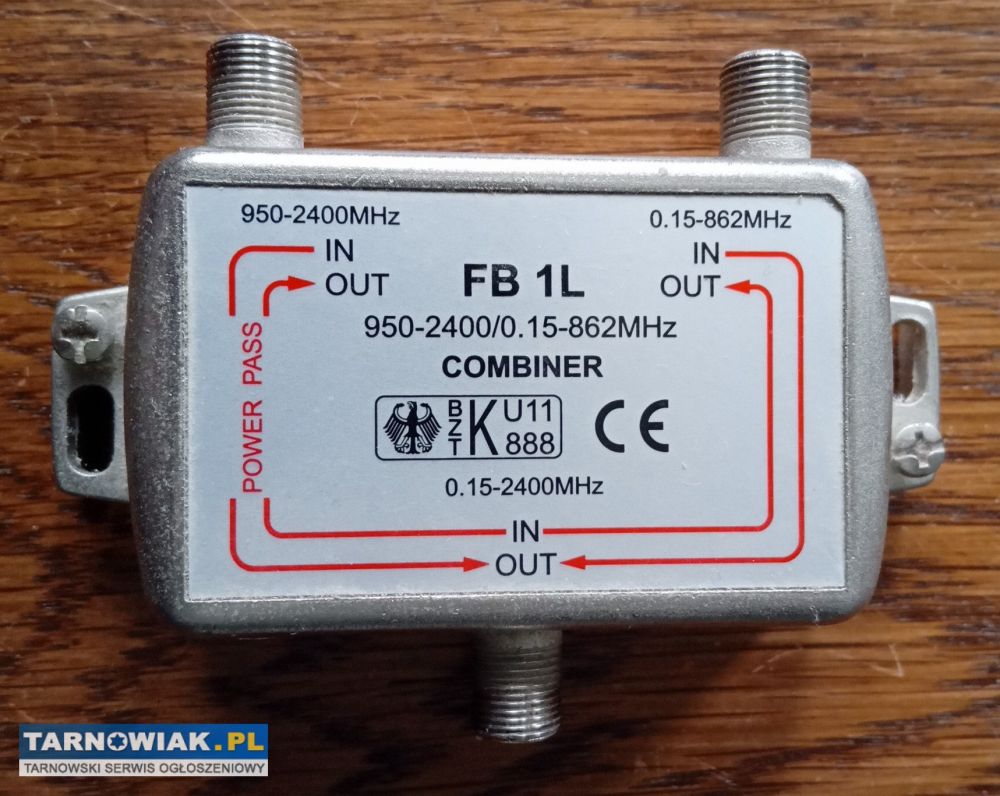 950-2400MHz
0.15-862MHz
IN
OUT
IN
OUT
FB 1L
950-2400/0.15-862MHz
COMBINER
POWER PASS
BZT K U11 888
CE
0.15-2400MHz
IN
OUT
TARNOWIAK.PL
TARNOWSKI SERWIS OGŁOSZENIOWY